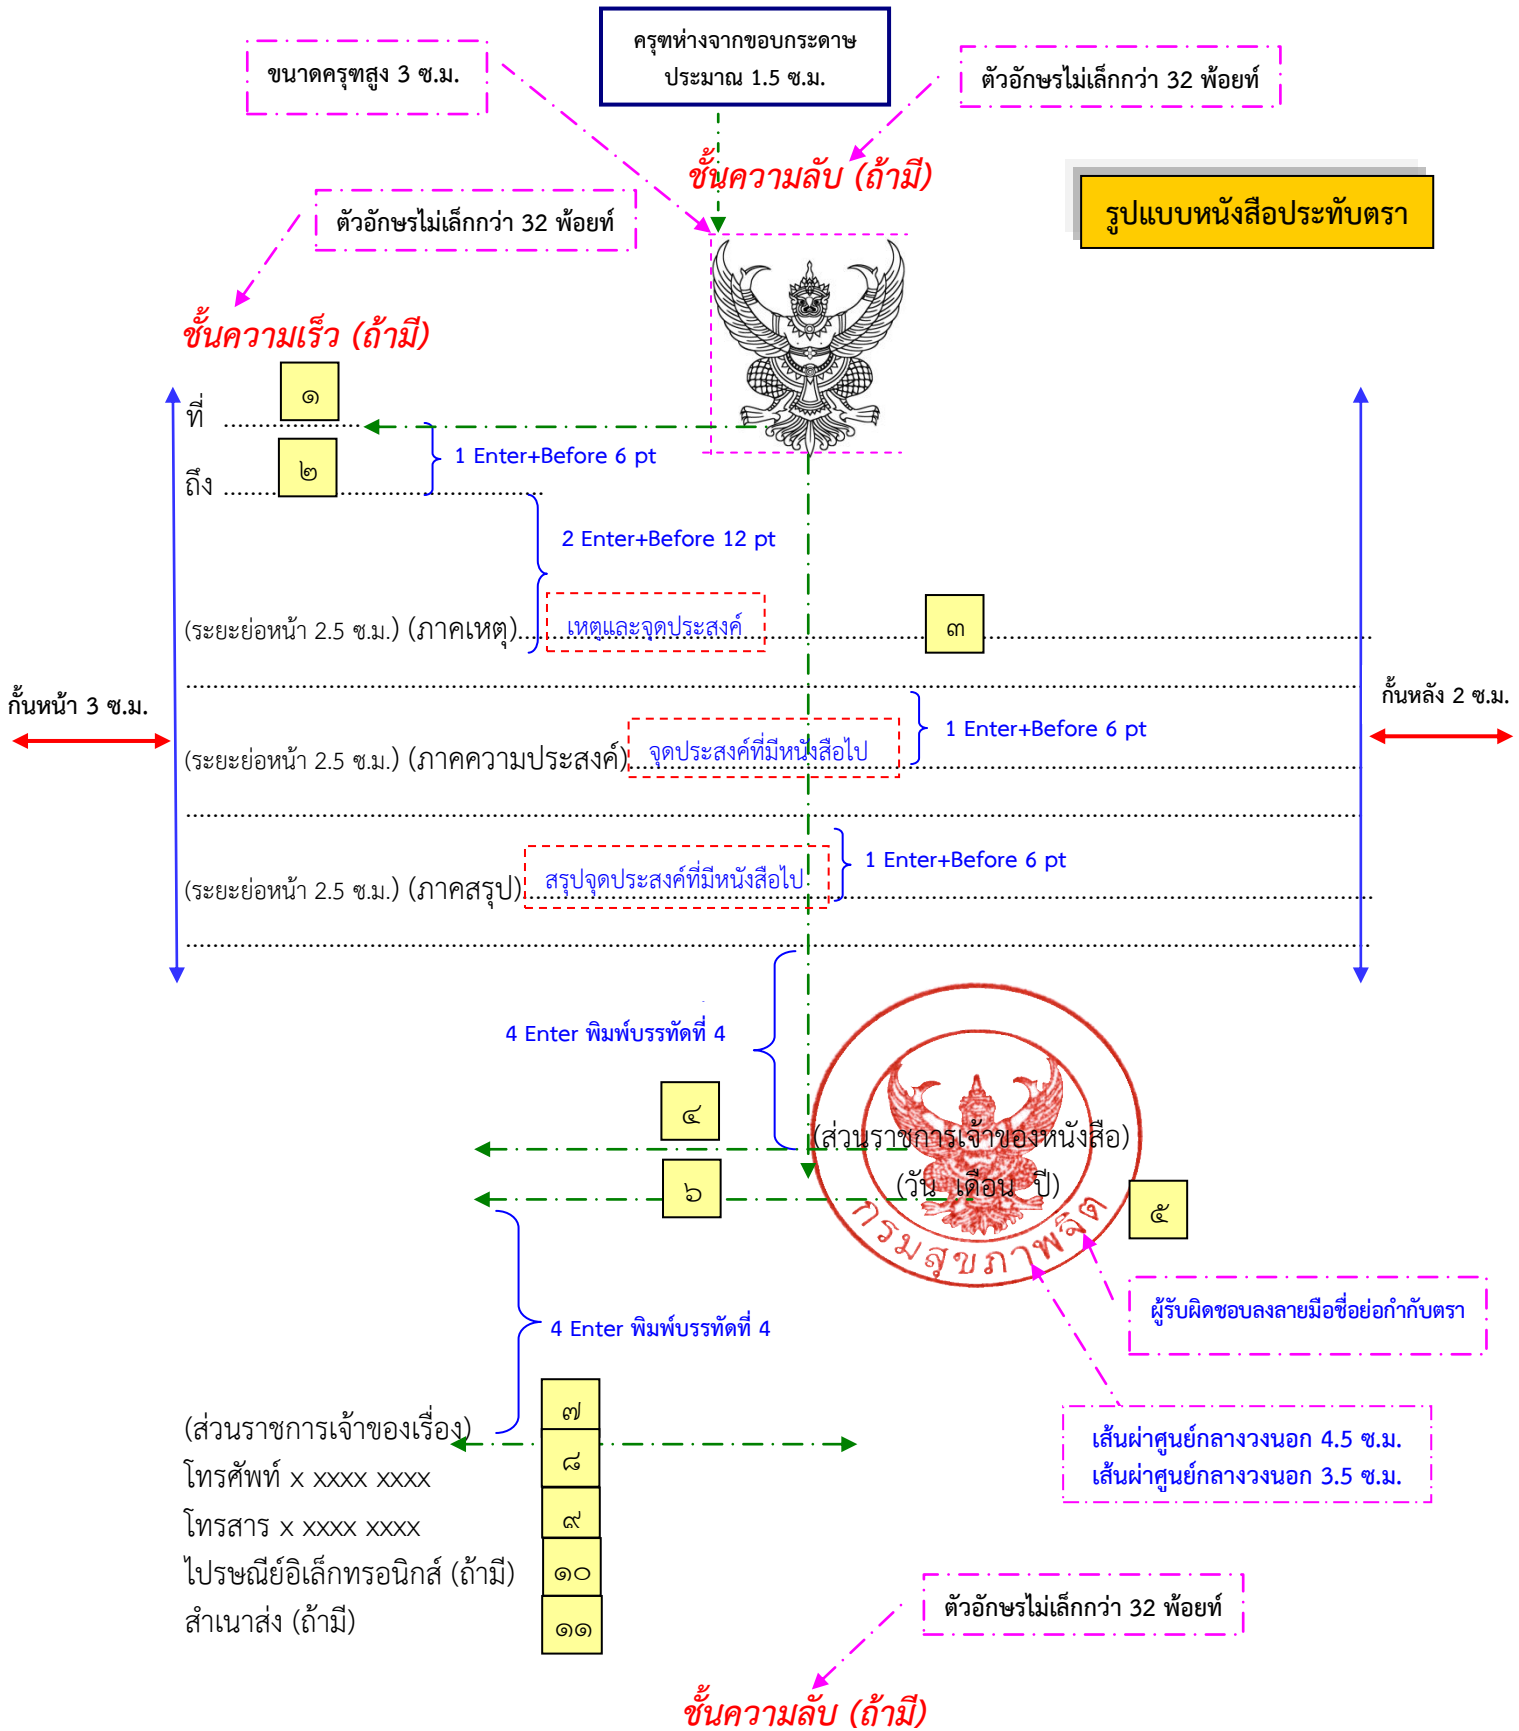 ครุฑห่างจากขอบกระดาษ
ประมาณ 1.5 ซ.ม.
ขนาดครุฑสูง 3 ซ.ม.
ตัวอักษรไม่เล็กกว่า 32 พ้อยท์
ชั้นความลับ (ถ้ามี)
รูปแบบหนังสือประทับตรา
ตัวอักษรไม่เล็กกว่า 32 พ้อยท์
ชั้นความเร็ว (ถ้ามี)
ที่ .................. ๑
1 Enter+Before 6 pt
ถึง .................. ๒
2 Enter+Before 12 pt
(ระยะย่อหน้า 2.5 ซ.ม.) (ภาคเหตุ) เหตุและจุดประสงค์ ๓
กั้นหน้า 3 ซ.ม.
กั้นหลัง 2 ซ.ม.
1 Enter+Before 6 pt
(ระยะย่อหน้า 2.5 ซ.ม.) (ภาคความประสงค์) จุดประสงค์ที่มีหนังสือไป
1 Enter+Before 6 pt
(ระยะย่อหน้า 2.5 ซ.ม.) (ภาคสรุป) สรุปจุดประสงค์ที่มีหนังสือไป
4 Enter พิมพ์บรรทัดที่ 4
๔
(ส่วนราชการเจ้าของหนังสือ)
๖
(วัน เดือน ปี)
๕
กรมสุขภาพจิต
ผู้รับผิดชอบลงลายมือชื่อย่อกำกับตรา
4 Enter พิมพ์บรรทัดที่ 4
(ส่วนราชการเจ้าของเรื่อง) ๗
เส้นผ่าศูนย์กลางวงนอก 4.5 ซ.ม.
เส้นผ่าศูนย์กลางวงนอก 3.5 ซ.ม.
โทรศัพท์ x xxxx xxxx ๘
โทรสาร x xxxx xxxx ๙
ไปรษณีย์อิเล็กทรอนิกส์ (ถ้ามี) ๑๐
สำเนาส่ง (ถ้ามี) ๑๑
ตัวอักษรไม่เล็กกว่า 32 พ้อยท์
ชั้นความลับ (ถ้ามี)